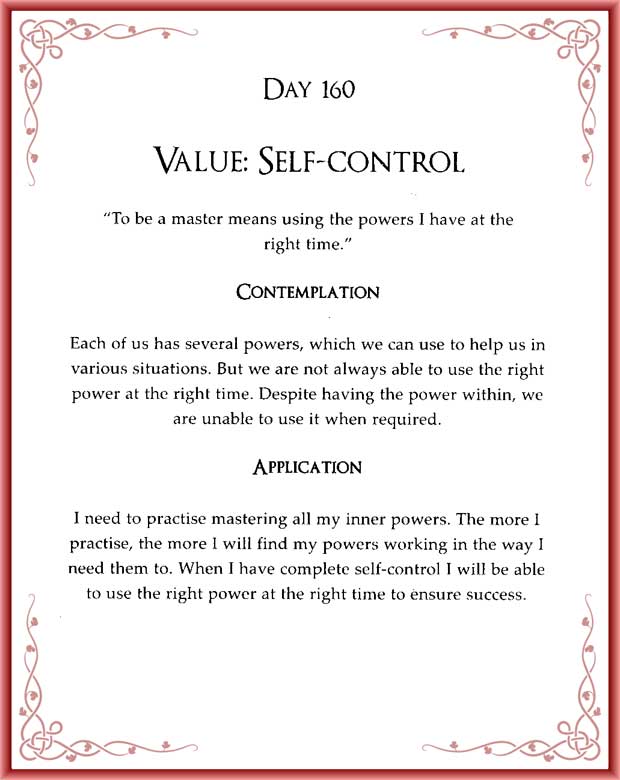 DAY 160
VALUE: SELF-CONTROL
"To be a master means using the powers I have at the
right time."
CONTEMPLATION
Each of us has several powers, which we can use to help us in
various situations. But we are not always able to use the right
power at the right time. Despite having the power within, we
are unable to use it when required.
APPLICATION
I need to practise mastering all my inner powers. The more I
practise, the more I will find my powers working in the way I
need them to. When I have complete self-control I will be able
to use the right power at the right time to ensure success.